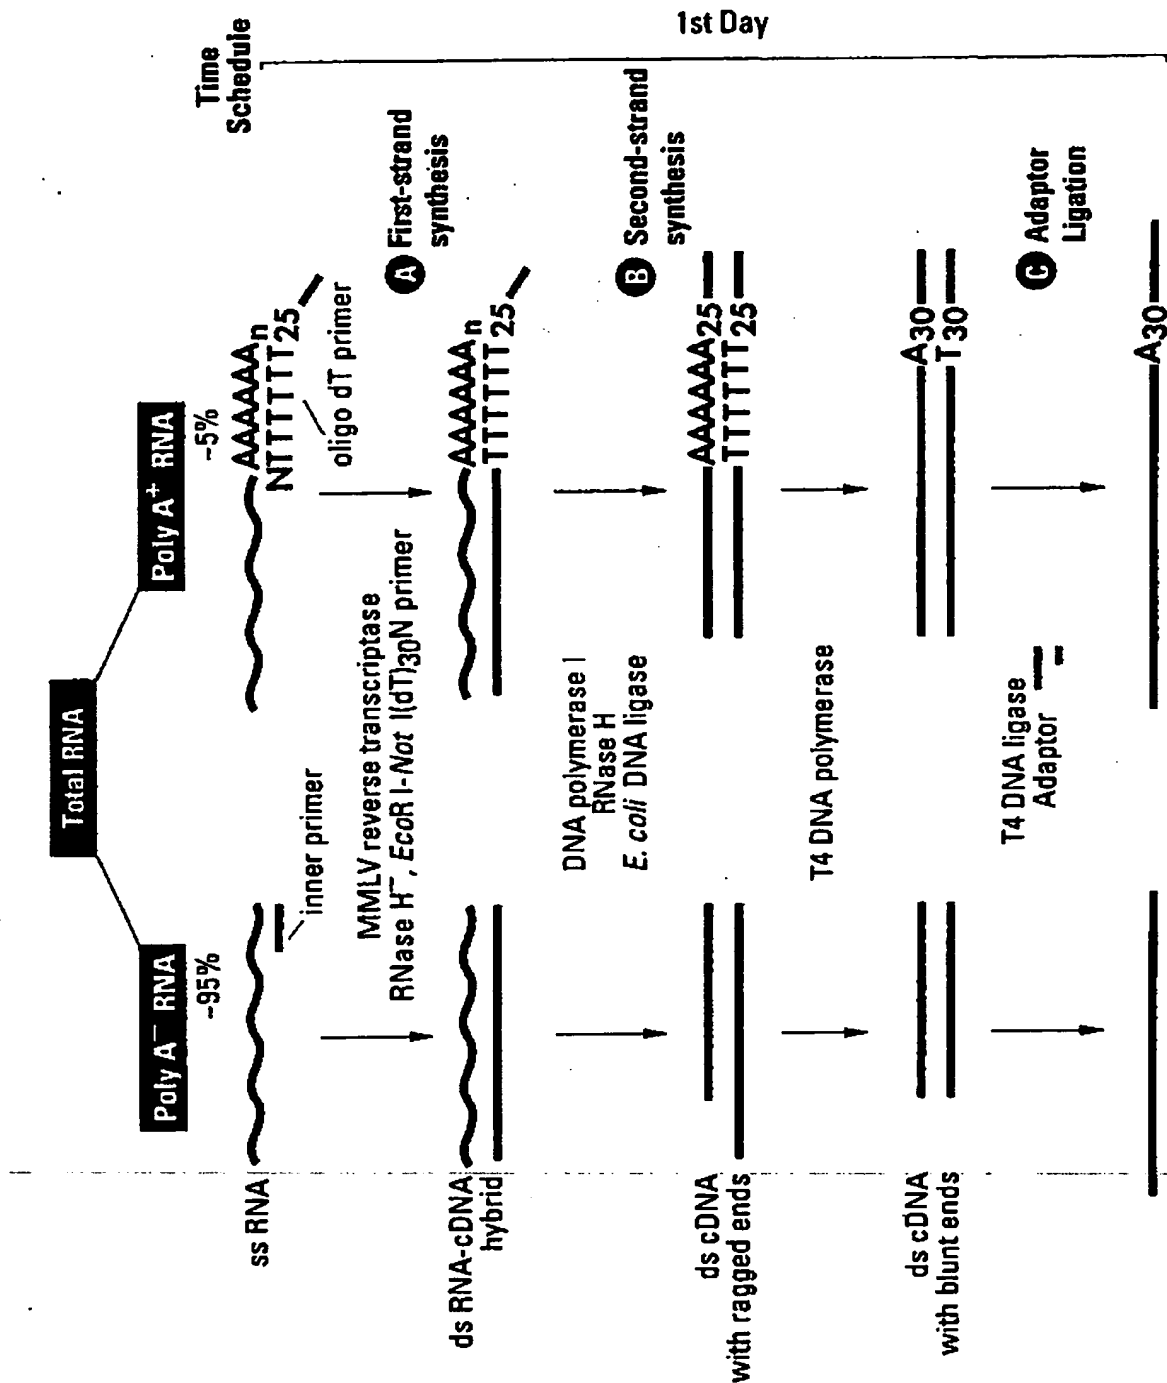 Total RNA
Poly A⁻ RNA
Poly A⁺ RNA
~95%
~5%
Time
Schedule
1st Day
ss RNA
inner primer
AAAAAAn
NTTTTTT25
oligo dT primer
MMLV reverse transcriptase
RNase H⁻, EcoR I-Not I(dT)30N primer
A First-strand
synthesis
ds RNA-cDNA
hybrid
AAAAAAn
TTTTTT25
DNA polymerase I
RNase H
E. coli DNA ligase
B Second-strand
synthesis
ds cDNA
with ragged ends
AAAAAA25
TTTTTT25
T4 DNA polymerase
ds cDNA
with blunt ends
A30
T30
T4 DNA ligase
Adaptor
C Adaptor
Ligation
A30